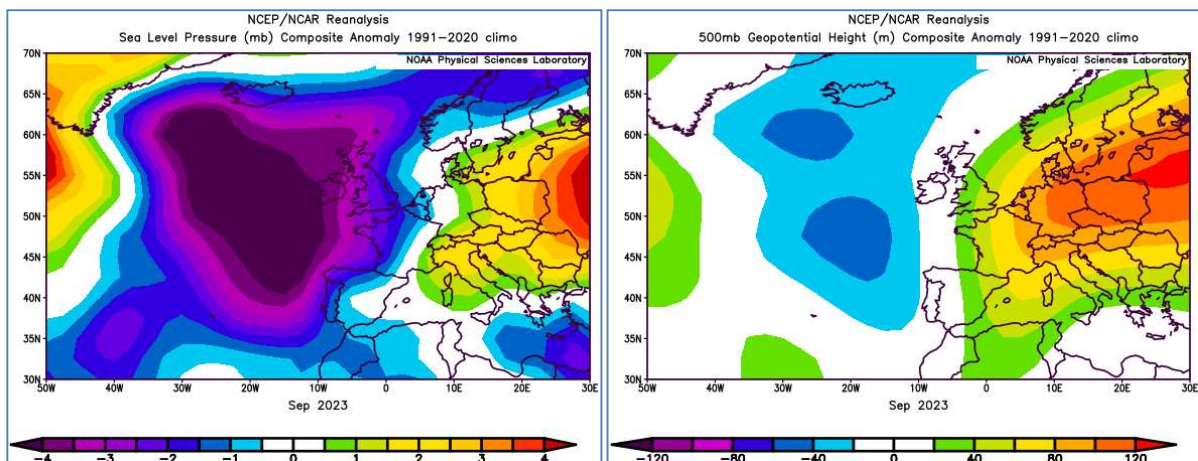 NCEP/NCAR Reanalysis
Sea Level Pressure (mb) Composite Anomaly 1991-2020 climo
NOAA Physical Sciences Laboratory
70N
65N
60N
55N
50N
45N
40N
35N
30N
50W 40W 30W 20W 10W 0 10E 20E 30E
Sep 2023
-4 -3 -2 -1 0 1 2 3 4
NCEP/NCAR Reanalysis
500mb Geopotential Height (m) Composite Anomaly 1991-2020 climo
NOAA Physical Sciences Laboratory
70N
65N
60N
55N
50N
45N
40N
35N
30N
50W 40W 30W 20W 10W 0 10E 20E 30E
Sep 2023
-120 -80 -40 0 40 80 120